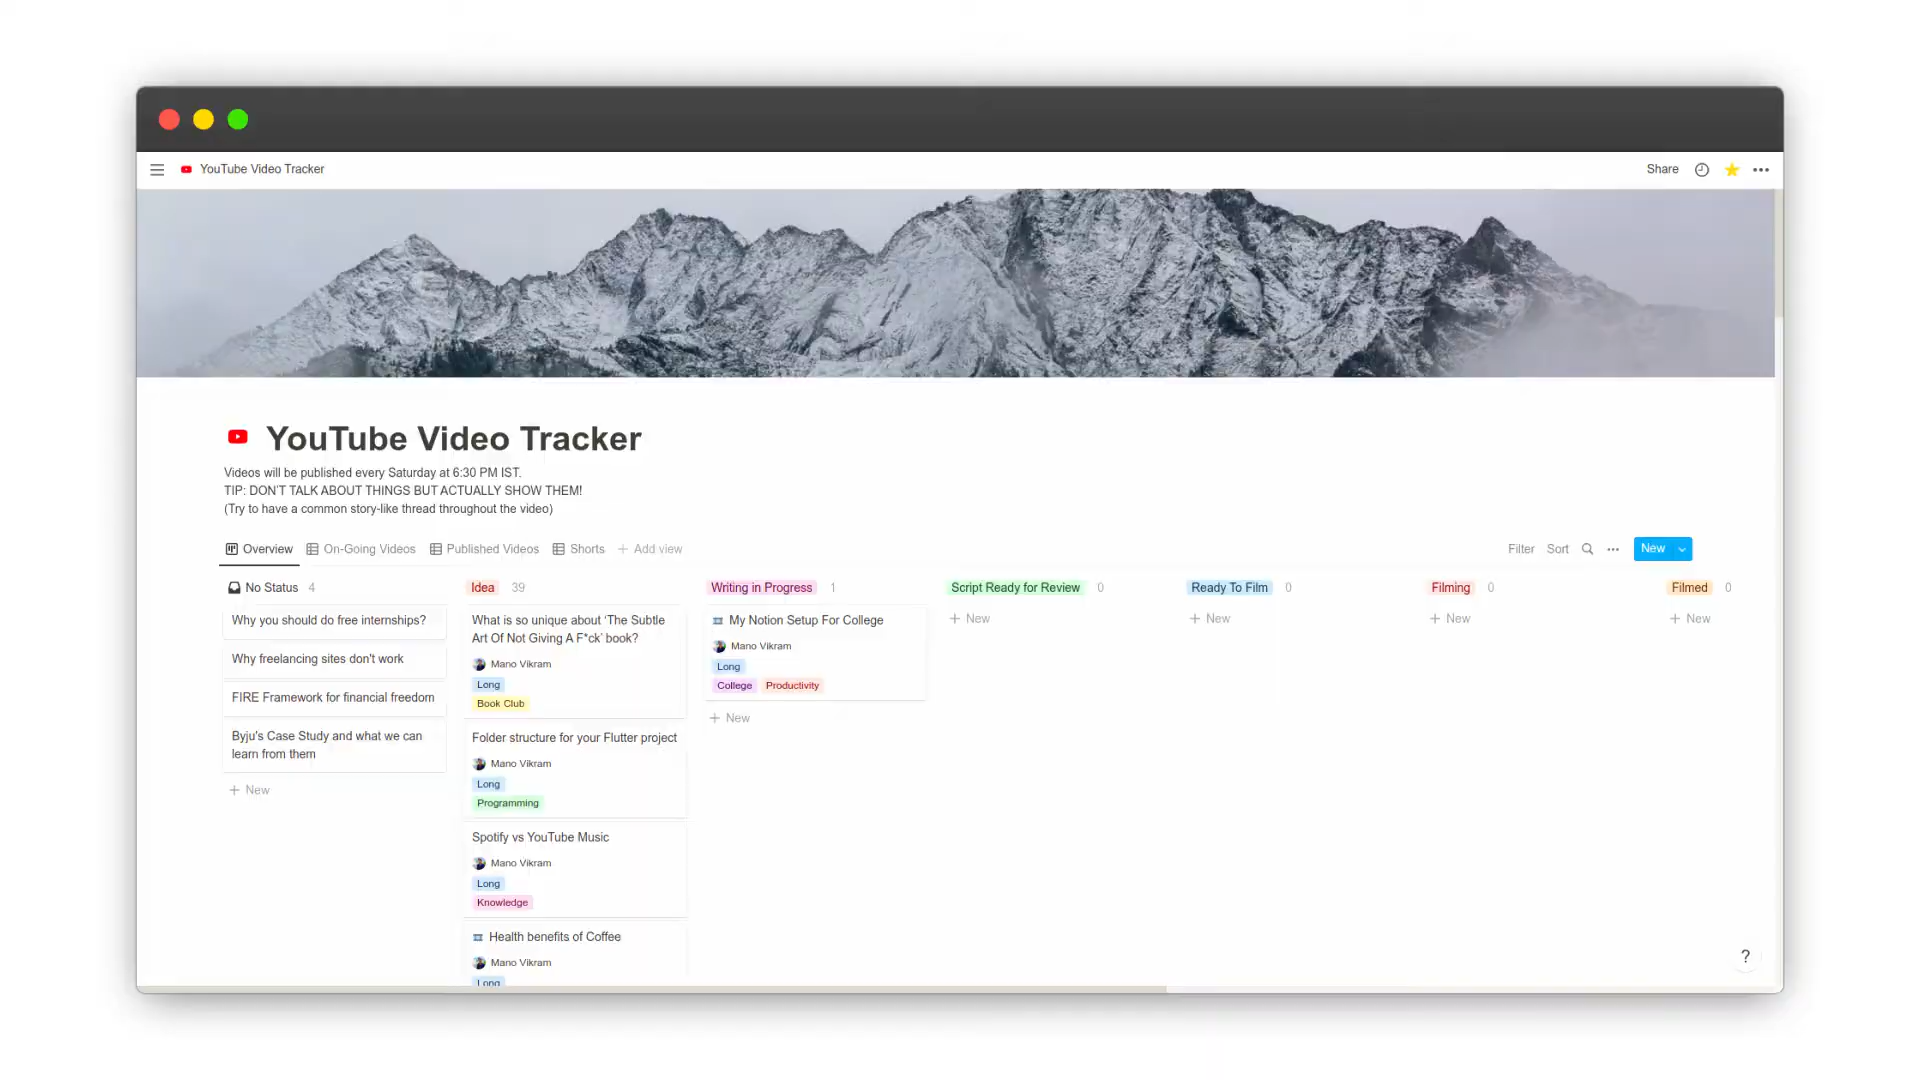 YouTube Video Tracker
Share
YouTube Video Tracker
Videos will be published every Saturday at 6:30 PM IST.
TIP: DON'T TALK ABOUT THINGS BUT ACTUALLY SHOW THEM!
(Try to have a common story-like thread throughout the video)
Overview On-Going Videos Published Videos Shorts + Add view
Filter Sort ••• New
No Status 4
Why you should do free internships?
Why freelancing sites don't work
FIRE Framework for financial freedom
Byju's Case Study and what we can
learn from them
+ New
Idea 39
What is so unique about ‘The Subtle
Art Of Not Giving A F*ck’ book?
Mano Vikram
Long
Book Club
Folder structure for your Flutter project
Mano Vikram
Long
Programming
Spotify vs YouTube Music
Mano Vikram
Long
Knowledge
Health benefits of Coffee
Mano Vikram
Long
Writing in Progress 1
My Notion Setup For College
Mano Vikram
Long
College Productivity
+ New
Script Ready for Review 0
+ New
Ready To Film 0
+ New
Filming 0
+ New
Filmed 0
+ New
?